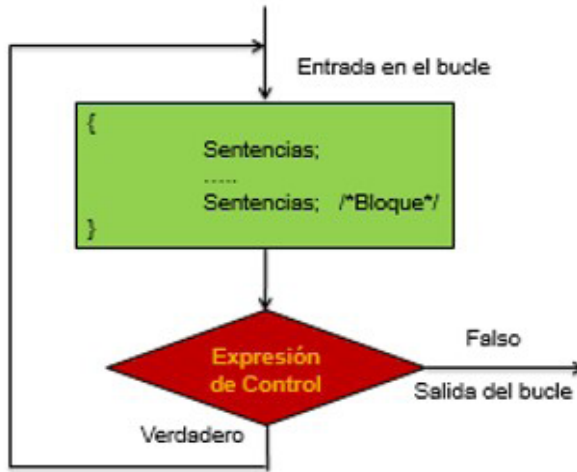 Entrada en el bucle
{
Sentencias;
.....
Sentencias; /*Bloque*/
}
Expresión
de Control
Falso
Salida del bucle
Verdadero